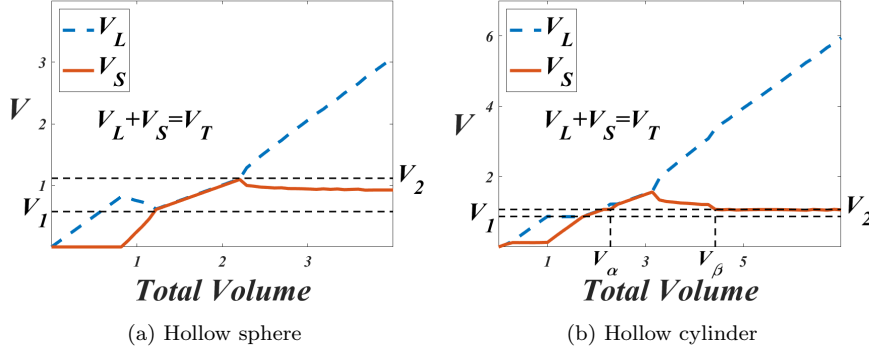 V_L
V_S
V
V_L+V_S=V_T
3
2
1
V_1
V_2
1
2
3
Total Volume
(a) Hollow sphere
V_L
V_S
V
V_L+V_S=V_T
6
4
2
V_1
V_2
1
3
5
V_α
V_β
Total Volume
(b) Hollow cylinder